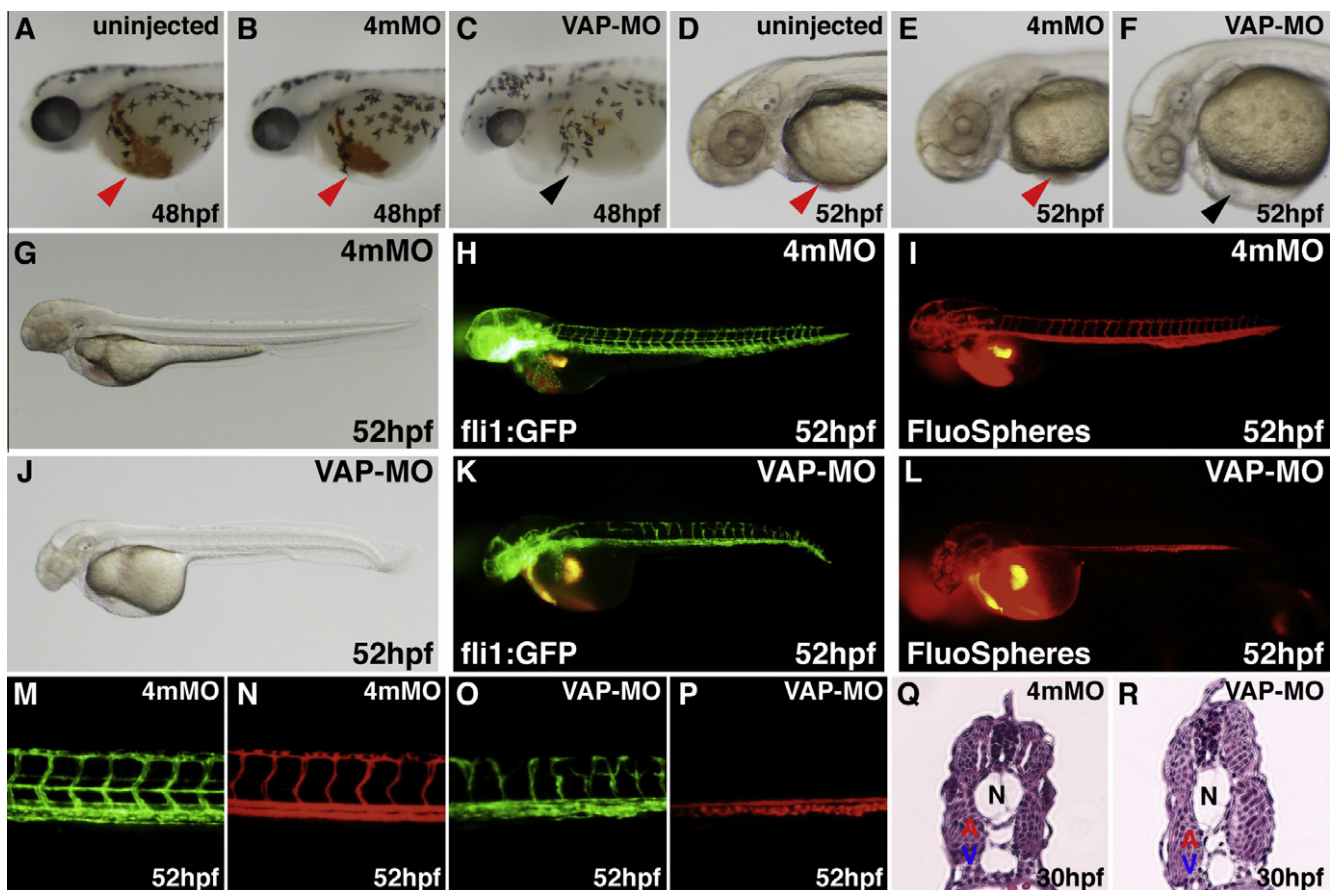 A uninjected
48hpf
B 4mMO
48hpf
C VAP-MO
48hpf
D uninjected
52hpf
E 4mMO
52hpf
F VAP-MO
52hpf
G 4mMO
52hpf
H 4mMO
fli1:GFP 52hpf
I 4mMO
FluoSpheres 52hpf
J VAP-MO
52hpf
K VAP-MO
fli1:GFP 52hpf
L VAP-MO
FluoSpheres 52hpf
M 4mMO
52hpf
N 4mMO
52hpf
O VAP-MO
52hpf
P VAP-MO
52hpf
Q 4mMO
N
A
V
30hpf
R VAP-MO
N
A
V
30hpf